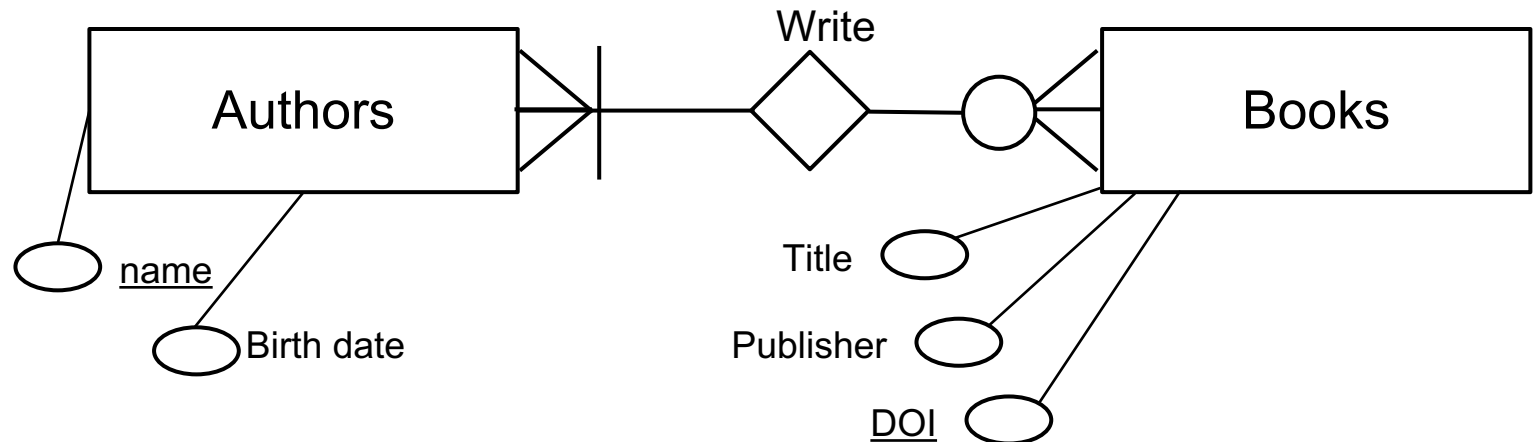 Write
Authors
Books
name
Birth date
Title
Publisher
DOI